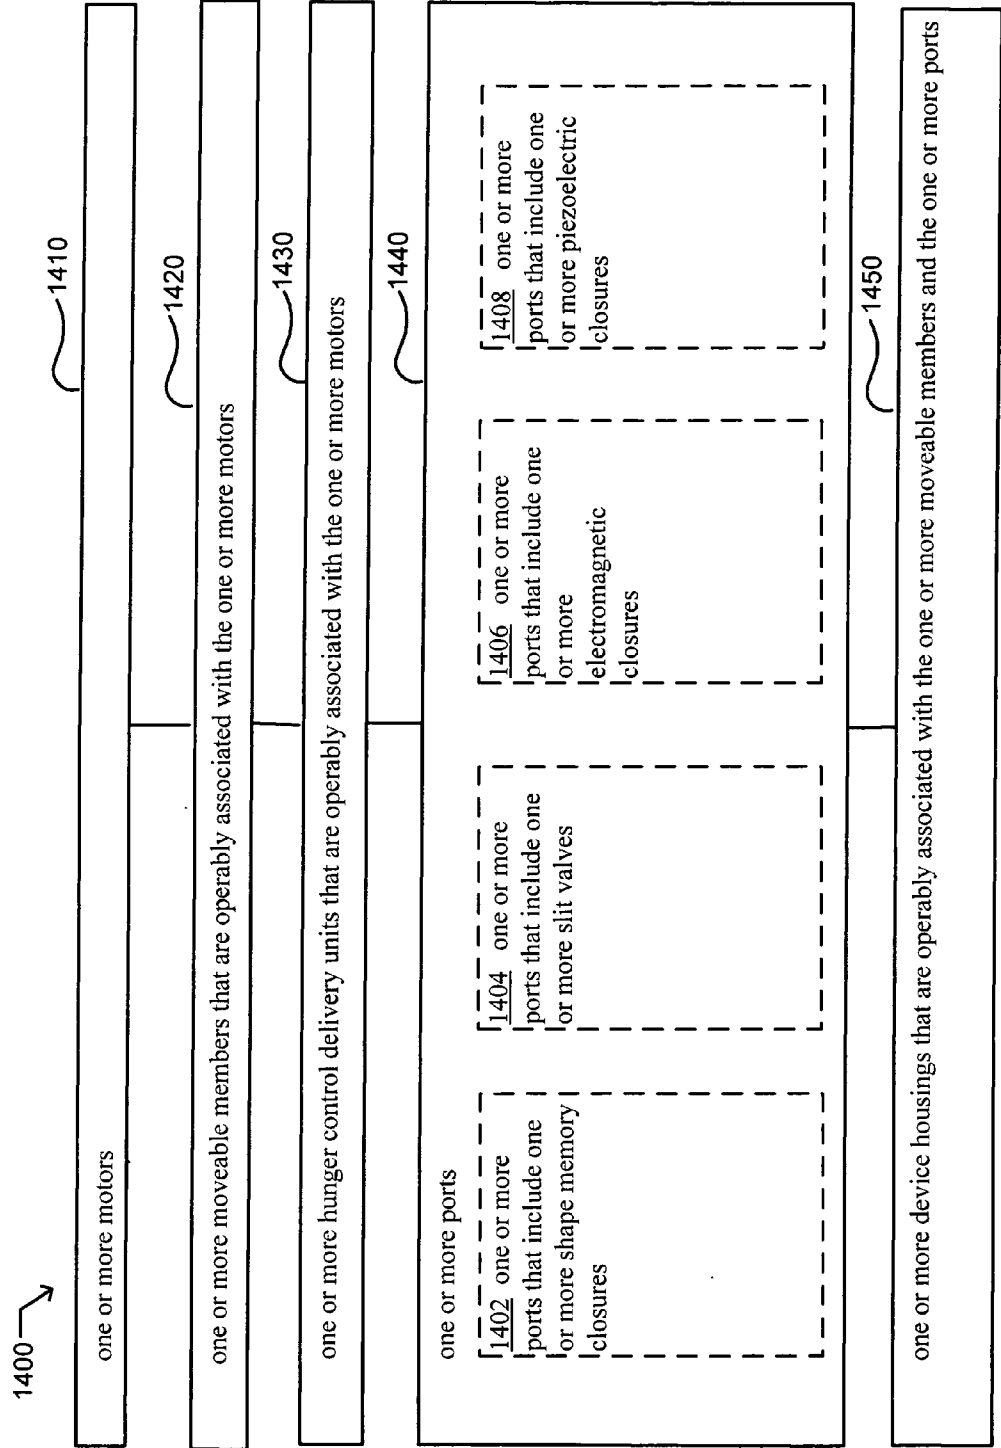 1400
1410
one or more motors
1420
one or more moveable members that are operably associated with the one or more motors
1430
one or more hunger control delivery units that are operably associated with the one or more motors
1440
one or more ports
1402 one or more
ports that include one
or more shape memory
closures
1404 one or more
ports that include one
or more slit valves
1406 one or more
ports that include one
or more
electromagnetic
closures
1408 one or more
ports that include one
or more piezoelectric
closures
1450
one or more device housings that are operably associated with the one or more moveable members and the one or more ports